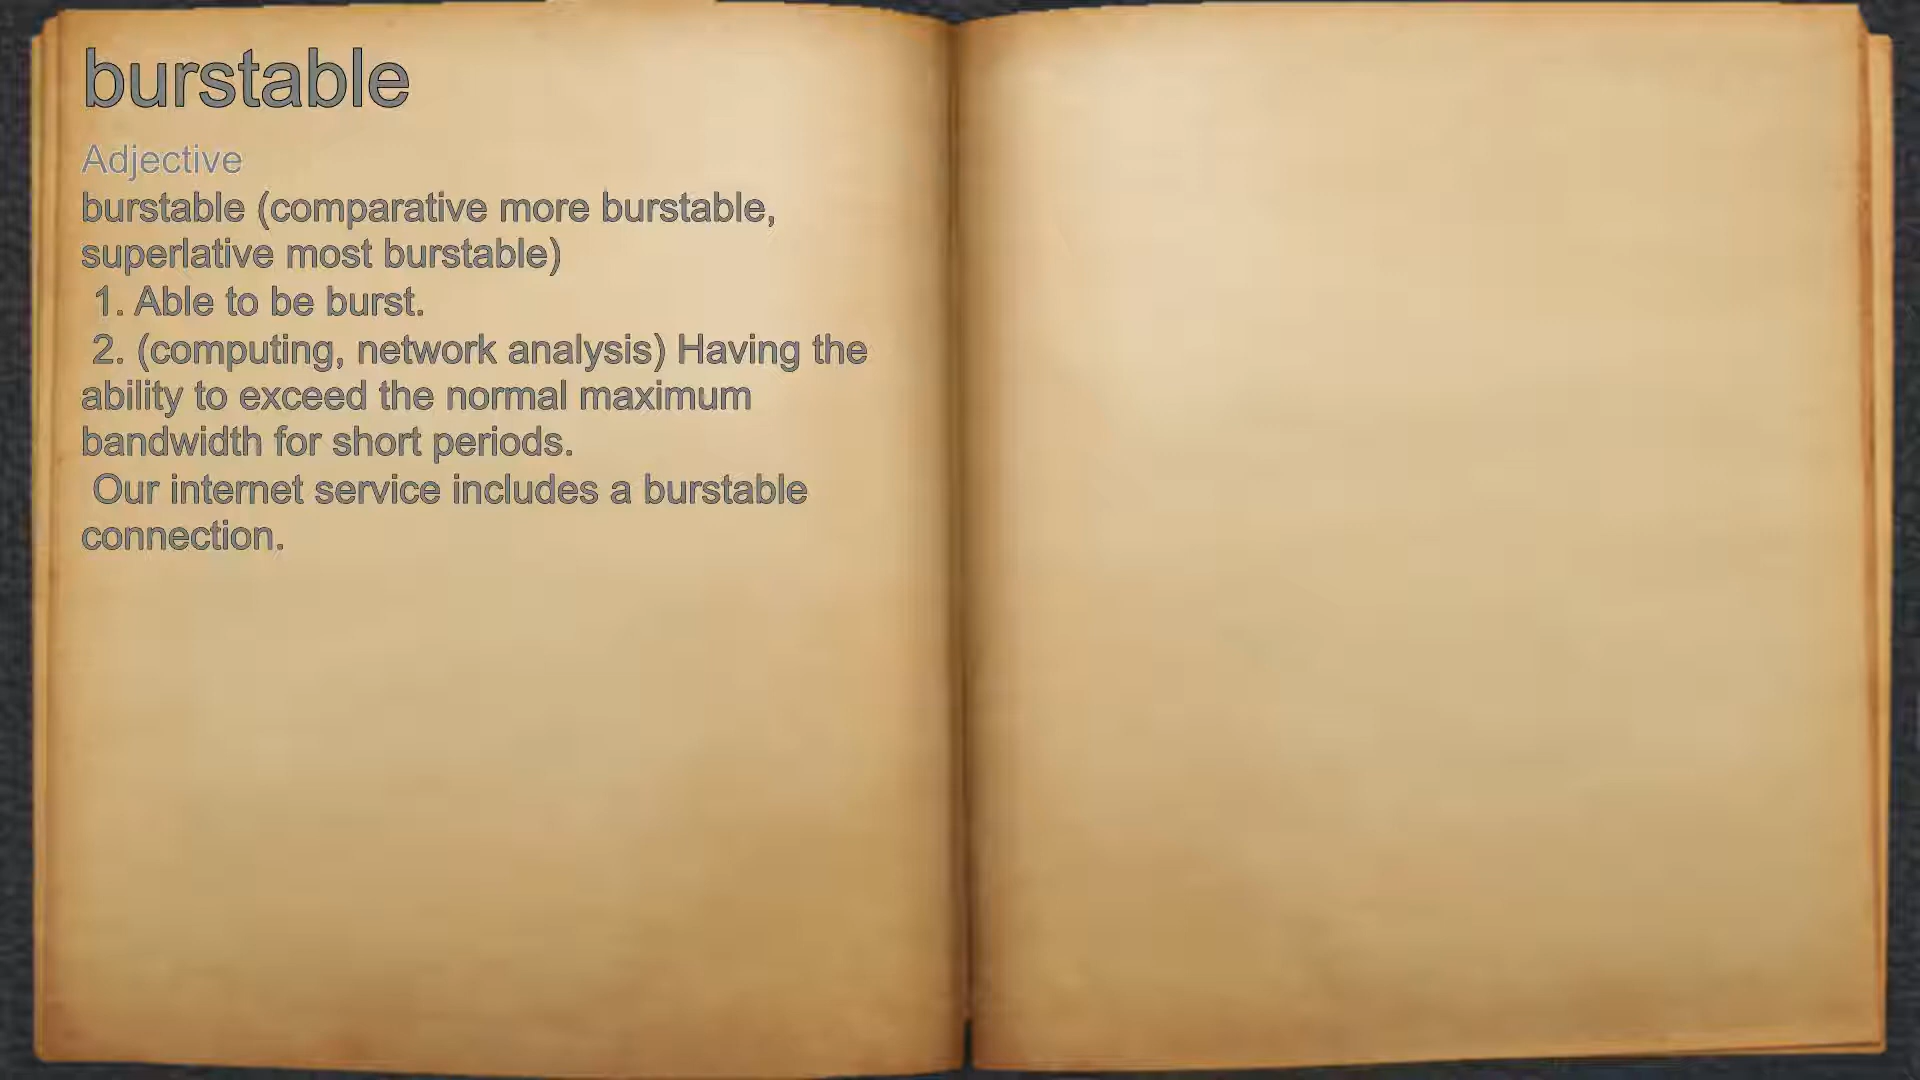 burstable
Adjective
burstable (comparative more burstable,
superlative most burstable)
1. Able to be burst.
2. (computing, network analysis) Having the
ability to exceed the normal maximum
bandwidth for short periods.
Our internet service includes a burstable
connection.